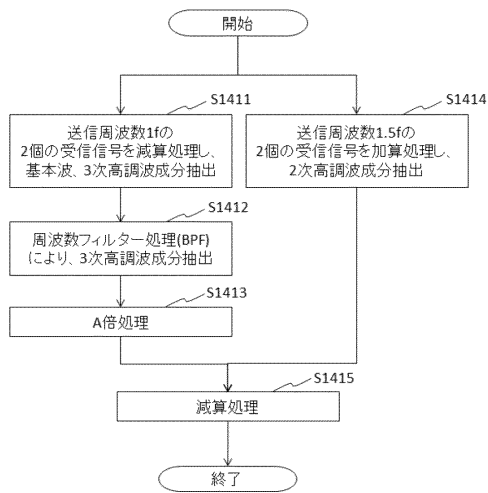 開始
S1411
送信周波数1fの
2個の受信信号を減算処理し、
基本波、3次高調波成分抽出
S1414
送信周波数1.5fの
2個の受信信号を加算処理し、
2次高調波成分抽出
S1412
周波数フィルター処理(BPF)
により、3次高調波成分抽出
S1413
A倍処理
S1415
減算処理
終了